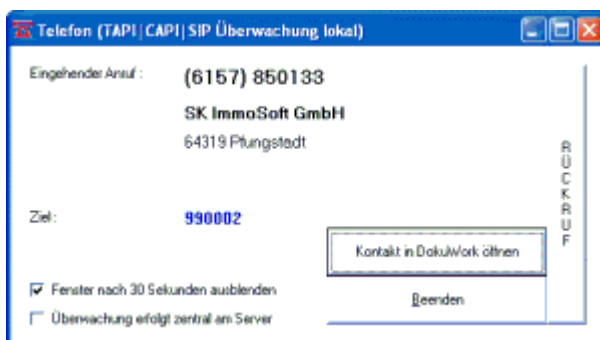 Telefon (TAPI|CAPI|SIP Überwachung lokal)
Eingehender Anruf : (6157) 850133
SK ImmoSoft GmbH
64319 Pfungstadt
Ziel : 990002
RÜCKRUF
Kontakt in DokuWork öffnen
Fenster nach 30 Sekunden ausblenden
Beenden
Überwachung erfolgt zentral am Server